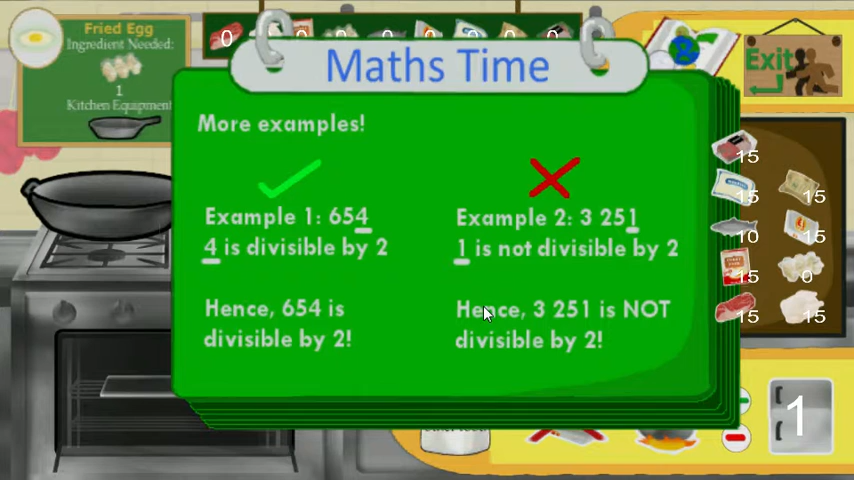 Fried Egg
Ingredient Needed:
1
Kitchen Equipment
0
0
Maths Time
Exit
More examples!
Example 1: 654
4 is divisible by 2
Hence, 654 is
divisible by 2!
Example 2: 3 251
1 is not divisible by 2
Hence, 3 251 is NOT
divisible by 2!
15
15
15
10
15
15
0
15
15
1